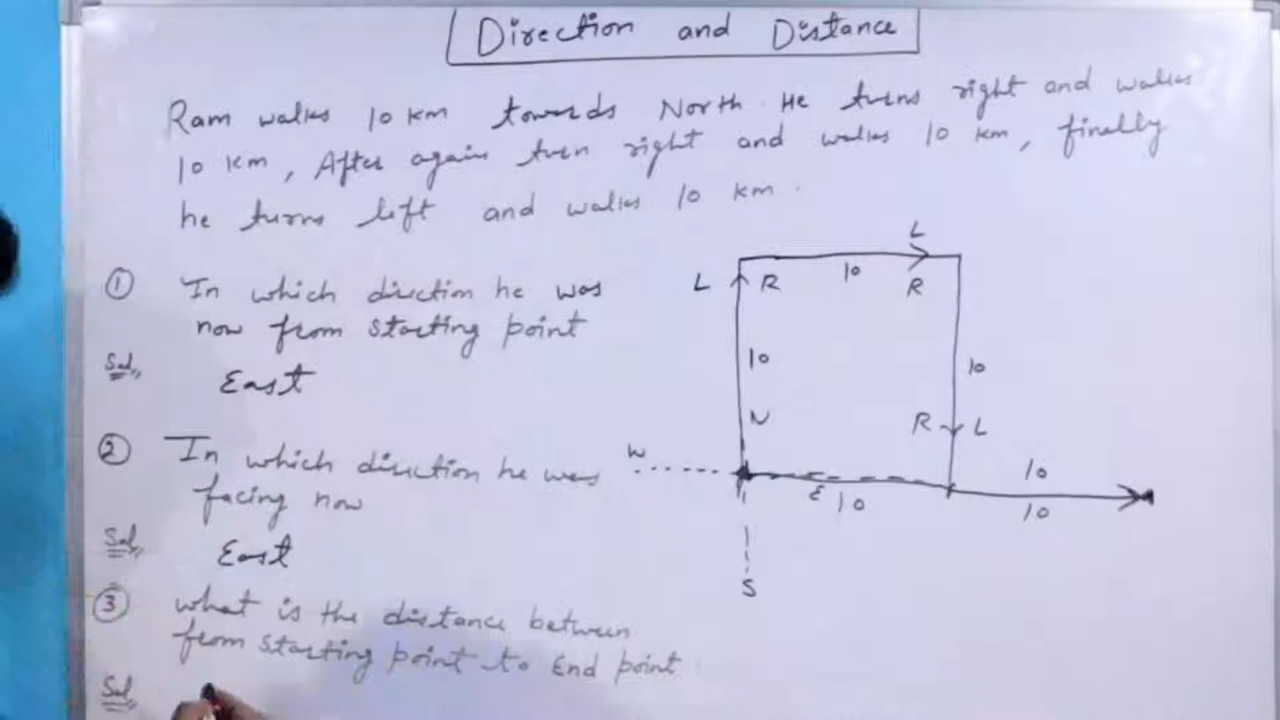 Direction and Distance
Ram walks 10 km towards North. He turns right and walks
10 km, After again turn right and walks 10 km, finally
he turns left and walks 10 km.
① In which direction he was
now from starting point
Sol,,
East
② In which direction he was
facing now
Sol,,
East
③ what is the distance between
from starting point to End point
Sol
L
L R 10 R
10
10
N
R L
W
E 10
10
10
S